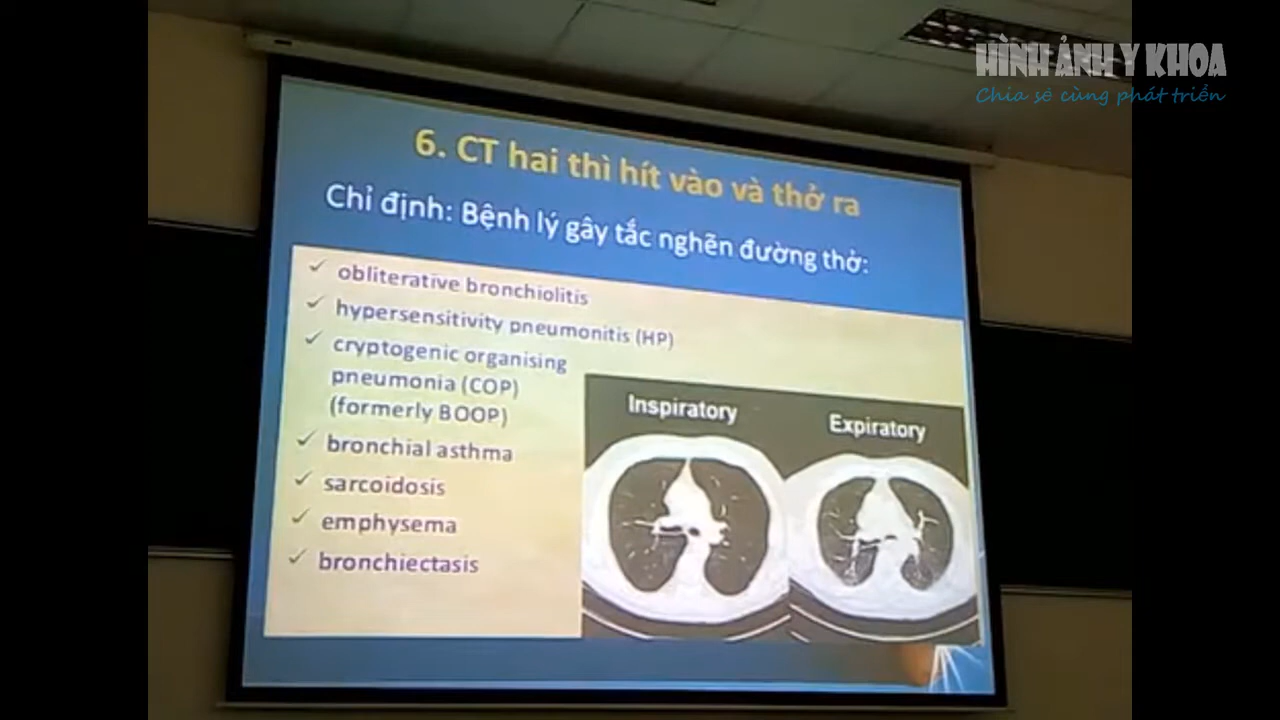 HÌNH ẢNH Y KHOA
Chia sẻ cùng phát triển
6. CT hai thì hít vào và thở ra
Chỉ định: Bệnh lý gây tắc nghẽn đường thở:
✓ obliterative bronchiolitis
✓ hypersensitivity pneumonitis (HP)
✓ cryptogenic organising
pneumonia (COP)
(formerly BOOP)
✓ bronchial asthma
✓ sarcoidosis
✓ emphysema
✓ bronchiectasis
Inspiratory
Expiratory